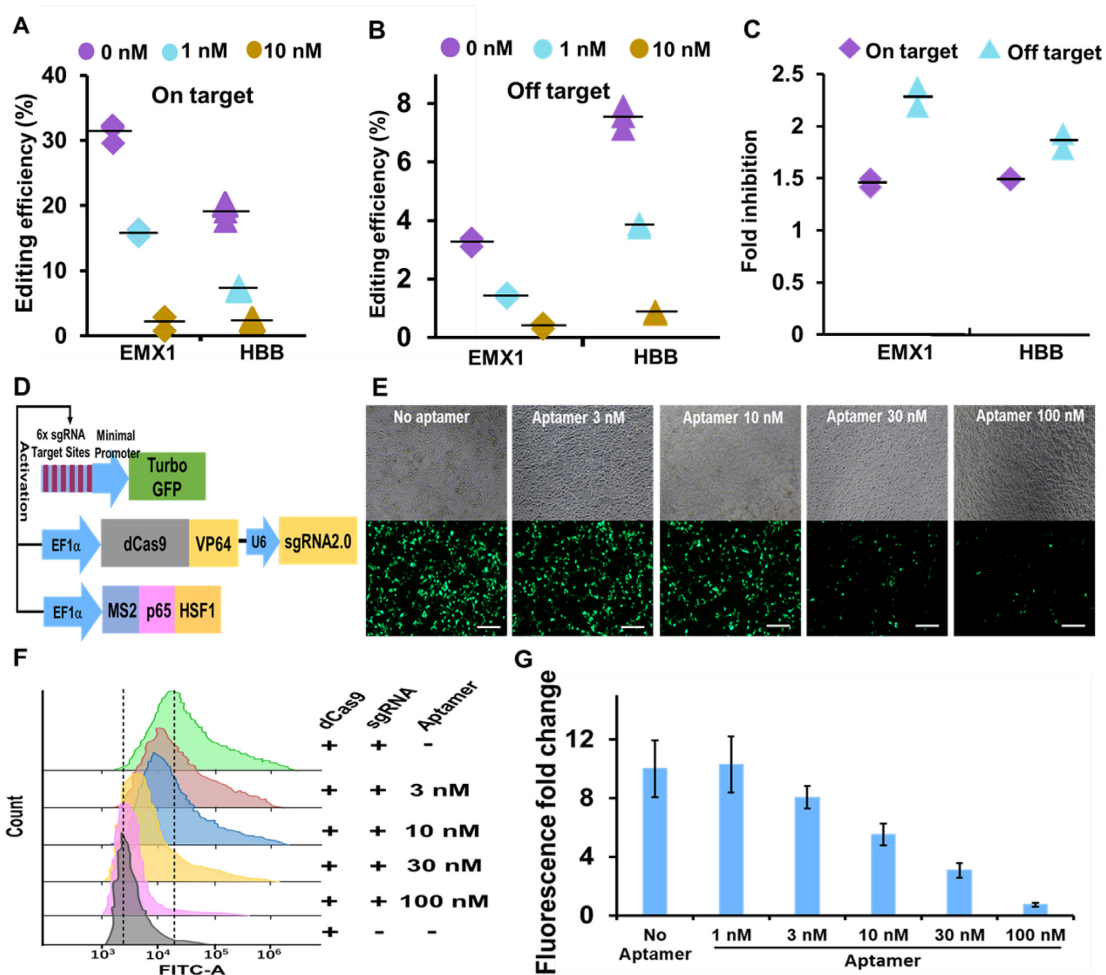 A
0 nM 1 nM 10 nM
On target
Editing efficiency (%)
40
30
20
10
0
EMX1 HBB
B
0 nM 1 nM 10 nM
Off target
Editing efficiency (%)
8
6
4
2
0
EMX1 HBB
C
On target Off target
Fold inhibition
2.5
2
1.5
1
0.5
0
EMX1 HBB
D
Activation
6x sgRNA
Target Sites
Minimal
Promoter
Turbo
GFP
EF1α dCas9 VP64 U6 sgRNA2.0
EF1α MS2 p65 HSF1
E
No aptamer Aptamer 3 nM Aptamer 10 nM Aptamer 30 nM Aptamer 100 nM
F
dCas9 sgRNA Aptamer
+ + -
+ + 3 nM
+ + 10 nM
+ + 30 nM
+ + 100 nM
+ - -
Count
10³ 10⁴ 10⁵ 10⁶
FITC-A
G
Fluorescence fold change
12
8
4
0
No
Aptamer
1 nM 3 nM 10 nM 30 nM 100 nM
Aptamer